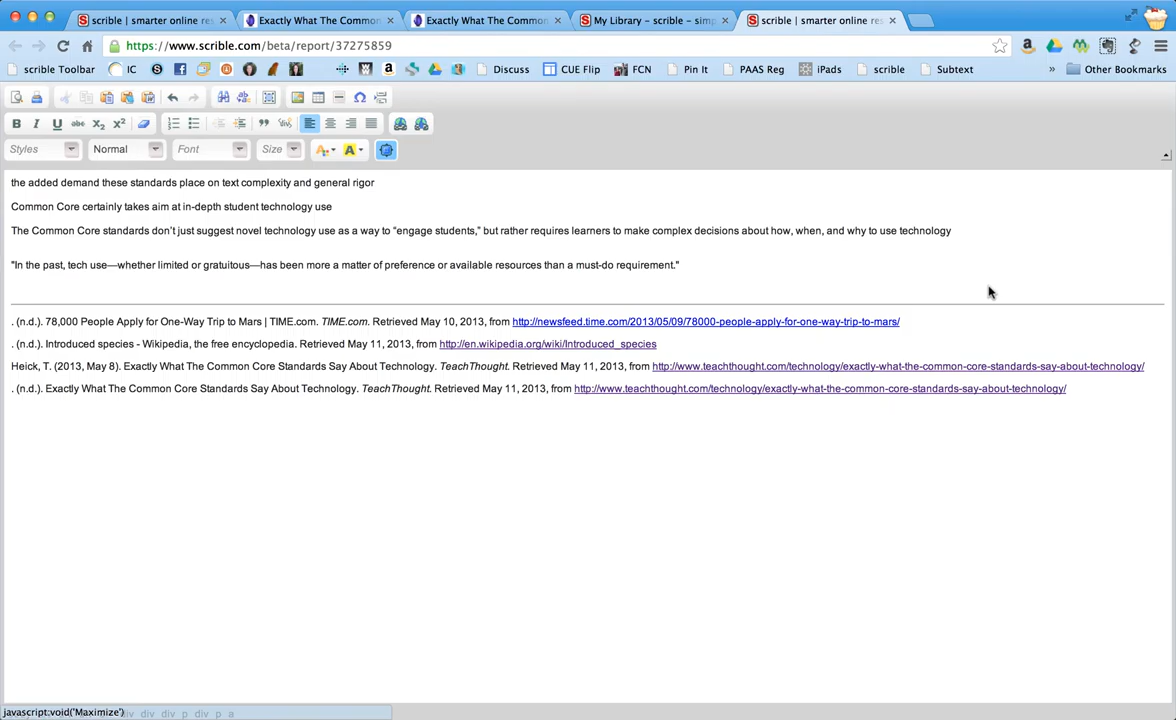 scrible | smarter online res
Exactly What The Common
Exactly What The Common
My Library – scrible – simp
scrible | smarter online res
https://www.scrible.com/beta/report/37275859
scrible Toolbar
IC
Discuss
CUE Flip
FCN
Pin It
PAAS Reg
iPads
scrible
Subtext
»
Other Bookmarks
Styles
Normal
Font
Size
the added demand these standards place on text complexity and general rigor
Common Core certainly takes aim at in-depth student technology use
The Common Core standards don't just suggest novel technology use as a way to “engage students,” but rather requires learners to make complex decisions about how, when, and why to use technology
"In the past, tech use—whether limited or gratuitous—has been more a matter of preference or available resources than a must-do requirement."
. (n.d.). 78,000 People Apply for One-Way Trip to Mars | TIME.com. TIME.com. Retrieved May 10, 2013, from http://newsfeed.time.com/2013/05/09/78000-people-apply-for-one-way-trip-to-mars/
. (n.d.). Introduced species - Wikipedia, the free encyclopedia. Retrieved May 11, 2013, from http://en.wikipedia.org/wiki/Introduced_species
Heick, T. (2013, May 8). Exactly What The Common Core Standards Say About Technology. TeachThought. Retrieved May 11, 2013, from http://www.teachthought.com/technology/exactly-what-the-common-core-standards-say-about-technology/
. (n.d.). Exactly What The Common Core Standards Say About Technology. TeachThought. Retrieved May 11, 2013, from http://www.teachthought.com/technology/exactly-what-the-common-core-standards-say-about-technology/
javascript:void('Maximize') div div p div p a